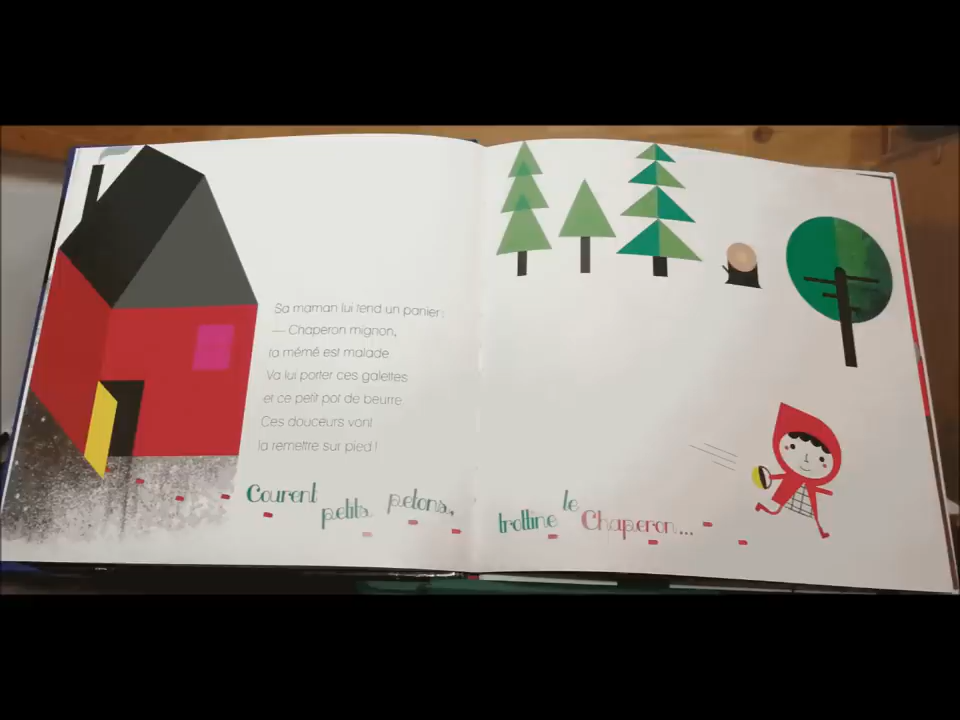 Sa maman lui tend un panier :
— Chaperon mignon,
ta mémé est malade
Va lui porter ces galettes
et ce petit pot de beurre
Ces douceurs vont
la remettre sur pied !
Courent petits petons,
trottine le Chaperon...